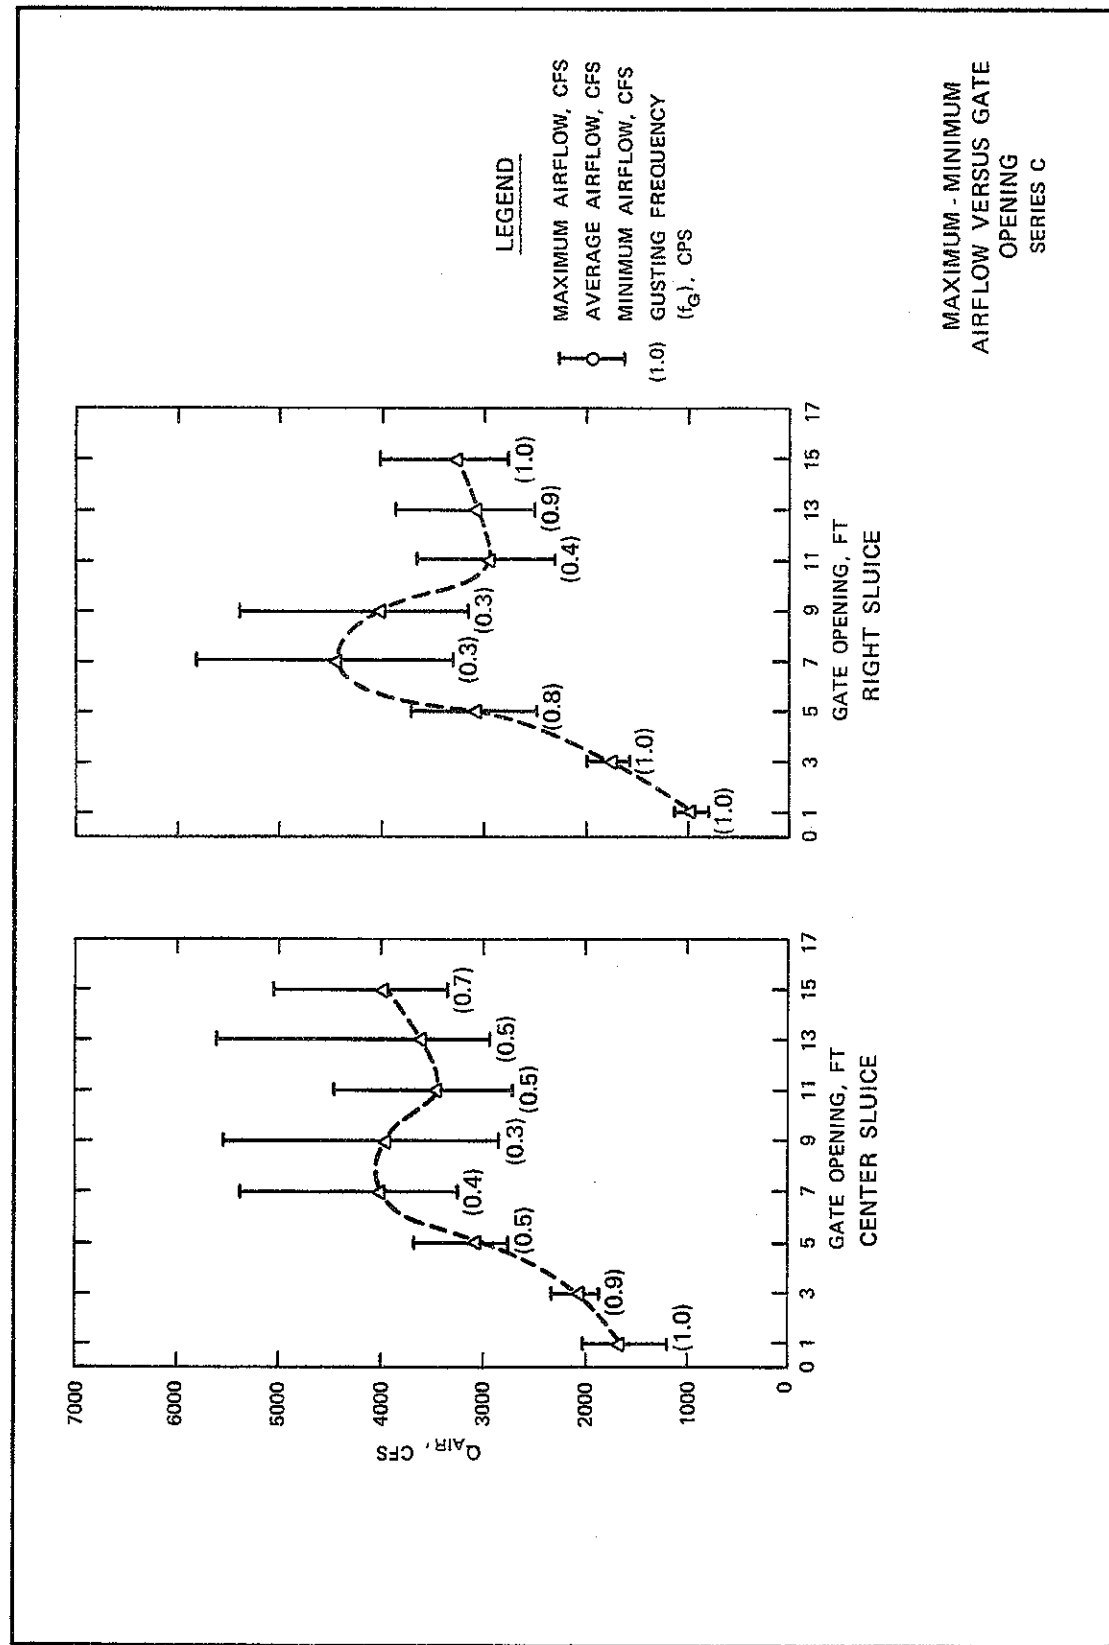 7000
6000
5000
4000
3000
2000
1000
0
Q_AIR, CFS
(1.0)
(0.9)
(0.5)
(0.4)
(0.3)
(0.5)
(0.5)
(0.7)
0 1 3 5 7 9 11 13 15 17
GATE OPENING, FT
CENTER SLUICE
(1.0)
(1.0)
(0.8)
(0.3)
(0.3)
(0.4)
(0.9)
(1.0)
0 1 3 5 7 9 11 13 15 17
GATE OPENING, FT
RIGHT SLUICE
LEGEND
MAXIMUM AIRFLOW, CFS
AVERAGE AIRFLOW, CFS
MINIMUM AIRFLOW, CFS
(1.0) GUSTING FREQUENCY
(f_G), CPS
MAXIMUM - MINIMUM
AIRFLOW VERSUS GATE
OPENING
SERIES C